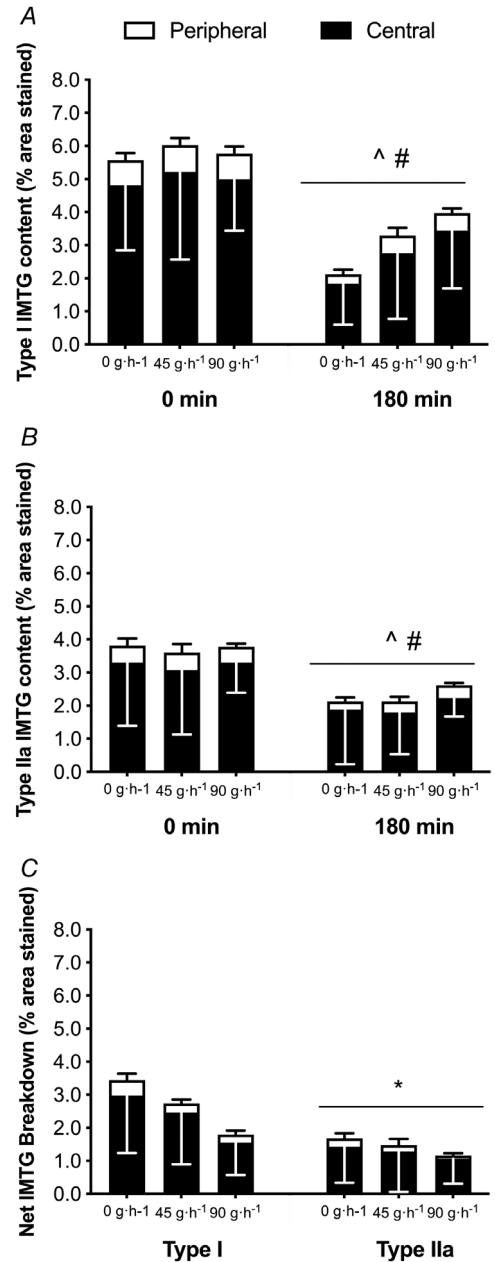 A
Peripheral Central
Type I IMTG content (% area stained)
8.0
7.0
6.0
5.0
4.0
3.0
2.0
1.0
0.0
^ #
0 g·h-1 45 g·h-1 90 g·h-1 0 g·h-1 45 g·h-1 90 g·h-1
0 min 180 min
B
Type IIa IMTG content (% area stained)
8.0
7.0
6.0
5.0
4.0
3.0
2.0
1.0
0.0
^ #
0 g·h-1 45 g·h-1 90 g·h-1 0 g·h-1 45 g·h-1 90 g·h-1
0 min 180 min
C
Net IMTG Breakdown (% area stained)
8.0
7.0
6.0
5.0
4.0
3.0
2.0
1.0
0.0
*
0 g·h-1 45 g·h-1 90 g·h-1 0 g·h-1 45 g·h-1 90 g·h-1
Type I Type IIa